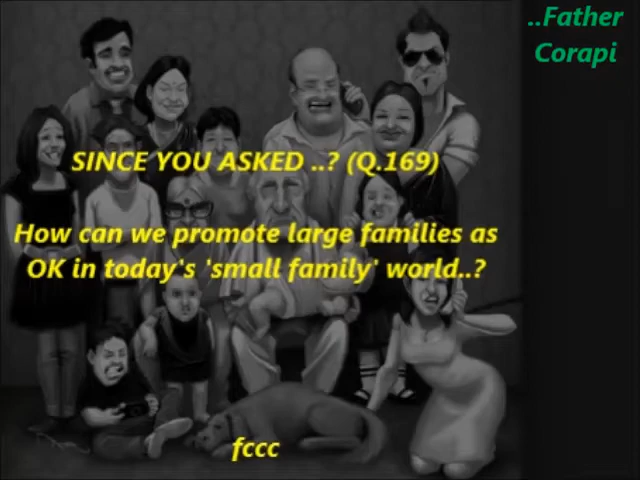 ..Father
Corapi
SINCE YOU ASKED ..? (Q.169)
How can we promote large families as
OK in today's 'small family' world..?
fccc